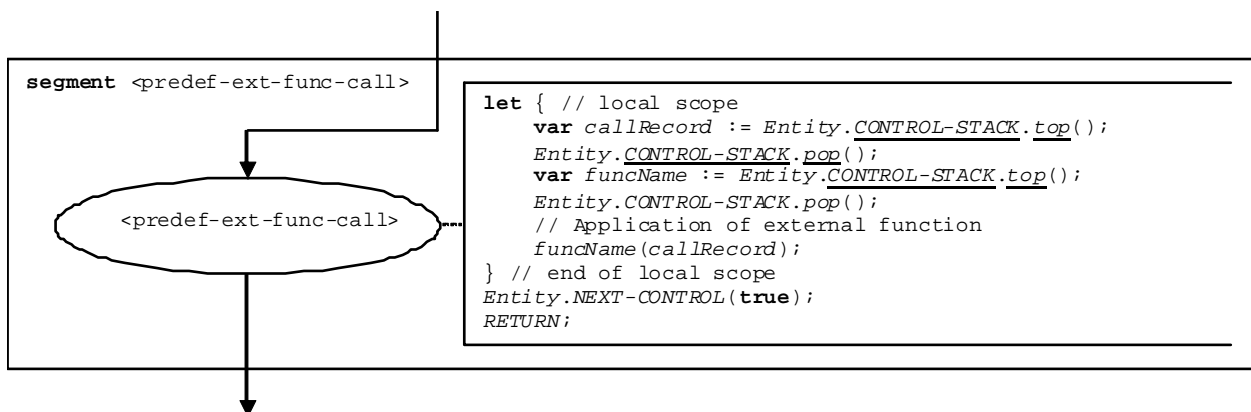 segment <predef-ext-func-call>
let { // local scope
var callRecord := Entity.CONTROL-STACK.top();
Entity.CONTROL-STACK.pop();
var funcName := Entity.CONTROL-STACK.top();
Entity.CONTROL-STACK.pop();
// Application of external function
funcName(callRecord);
} // end of local scope
Entity.NEXT-CONTROL(true);
RETURN;
<predef-ext-func-call>